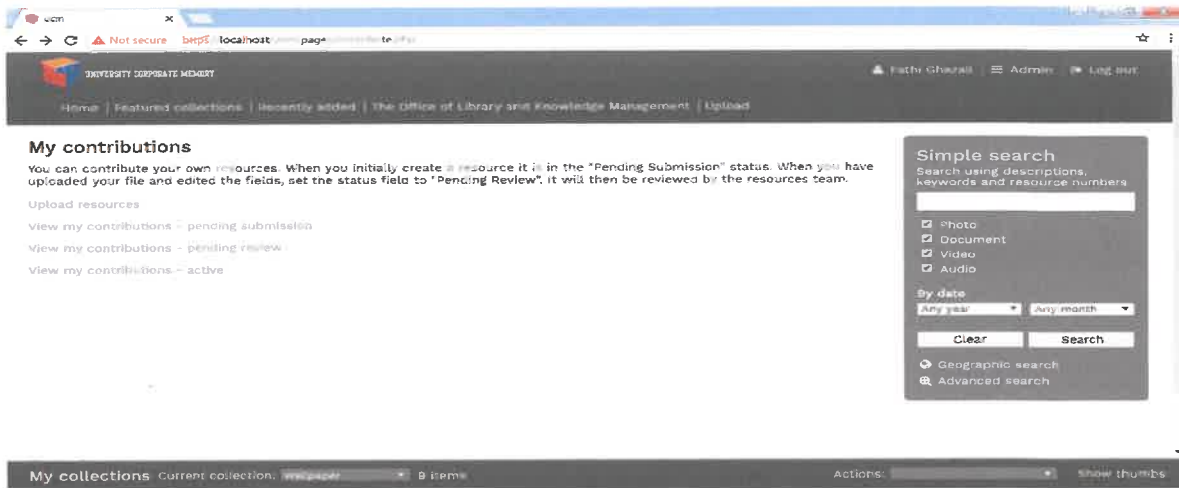 ucm
Not secure https localhost page
UNIVERSITY CORPORATE MEMORY
Fathi Ghazali Admin Log out
Home | Featured collections | Recently added | The Office of Library and Knowledge Management | Upload
My contributions
You can contribute your own resources. When you initially create a resource it is in the "Pending Submission" status. When you have
uploaded your file and edited the fields, set the status field to "Pending Review". It will then be reviewed by the resources team.
Upload resources
View my contributions - pending submission
View my contributions - pending review
View my contributions - active
Simple search
Search using descriptions,
keywords and resource numbers
Photo
Document
Video
Audio
By date
Any year Any month
Clear Search
Geographic search
Advanced search
My collections Current collection: wallpaper 9 items Actions: Show thumbs